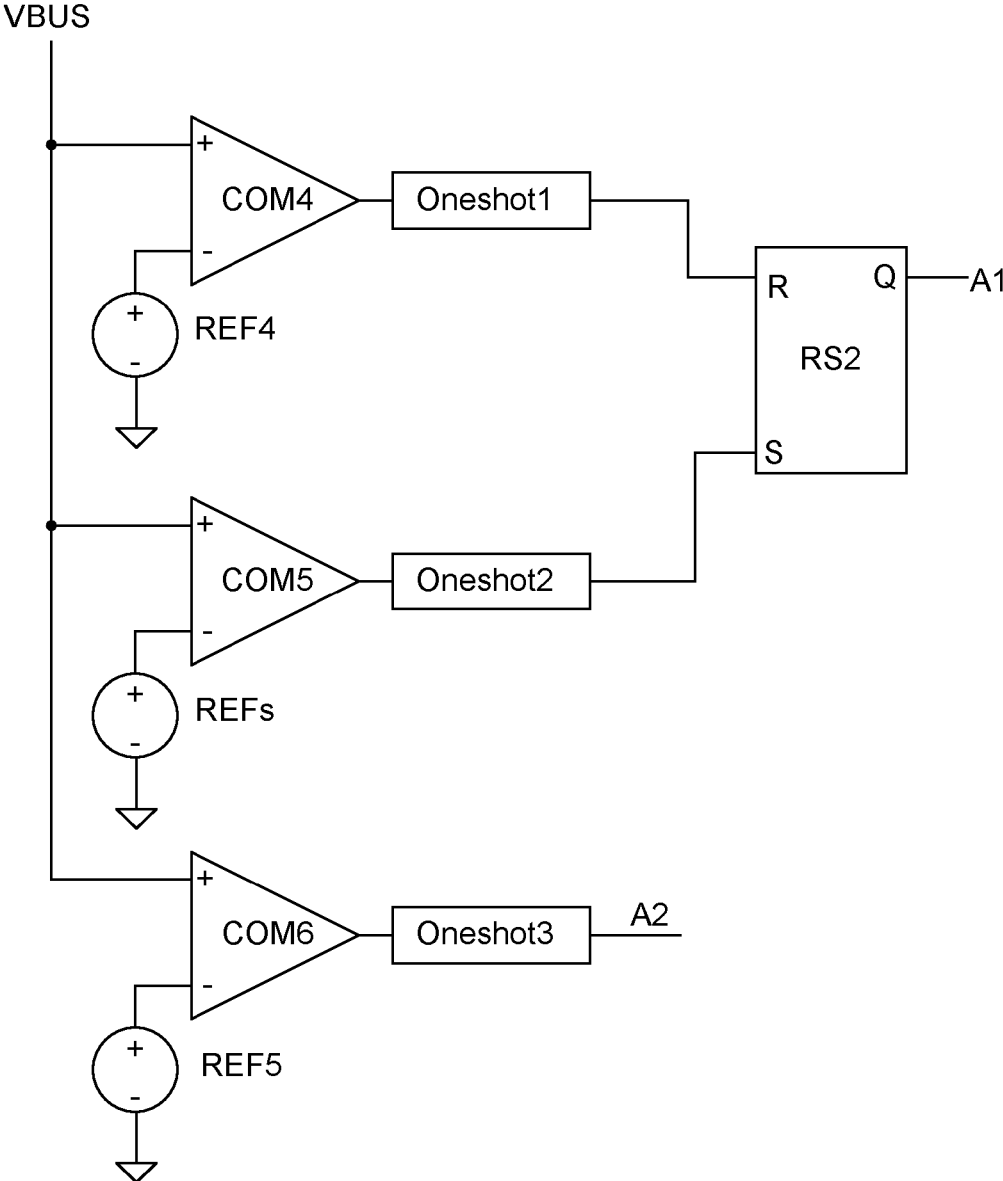 VBUS
+
COM4
-
Oneshot1
+
-
REF4
R
Q
A1
RS2
S
+
COM5
-
Oneshot2
+
-
REFs
+
COM6
-
Oneshot3
A2
+
-
REF5